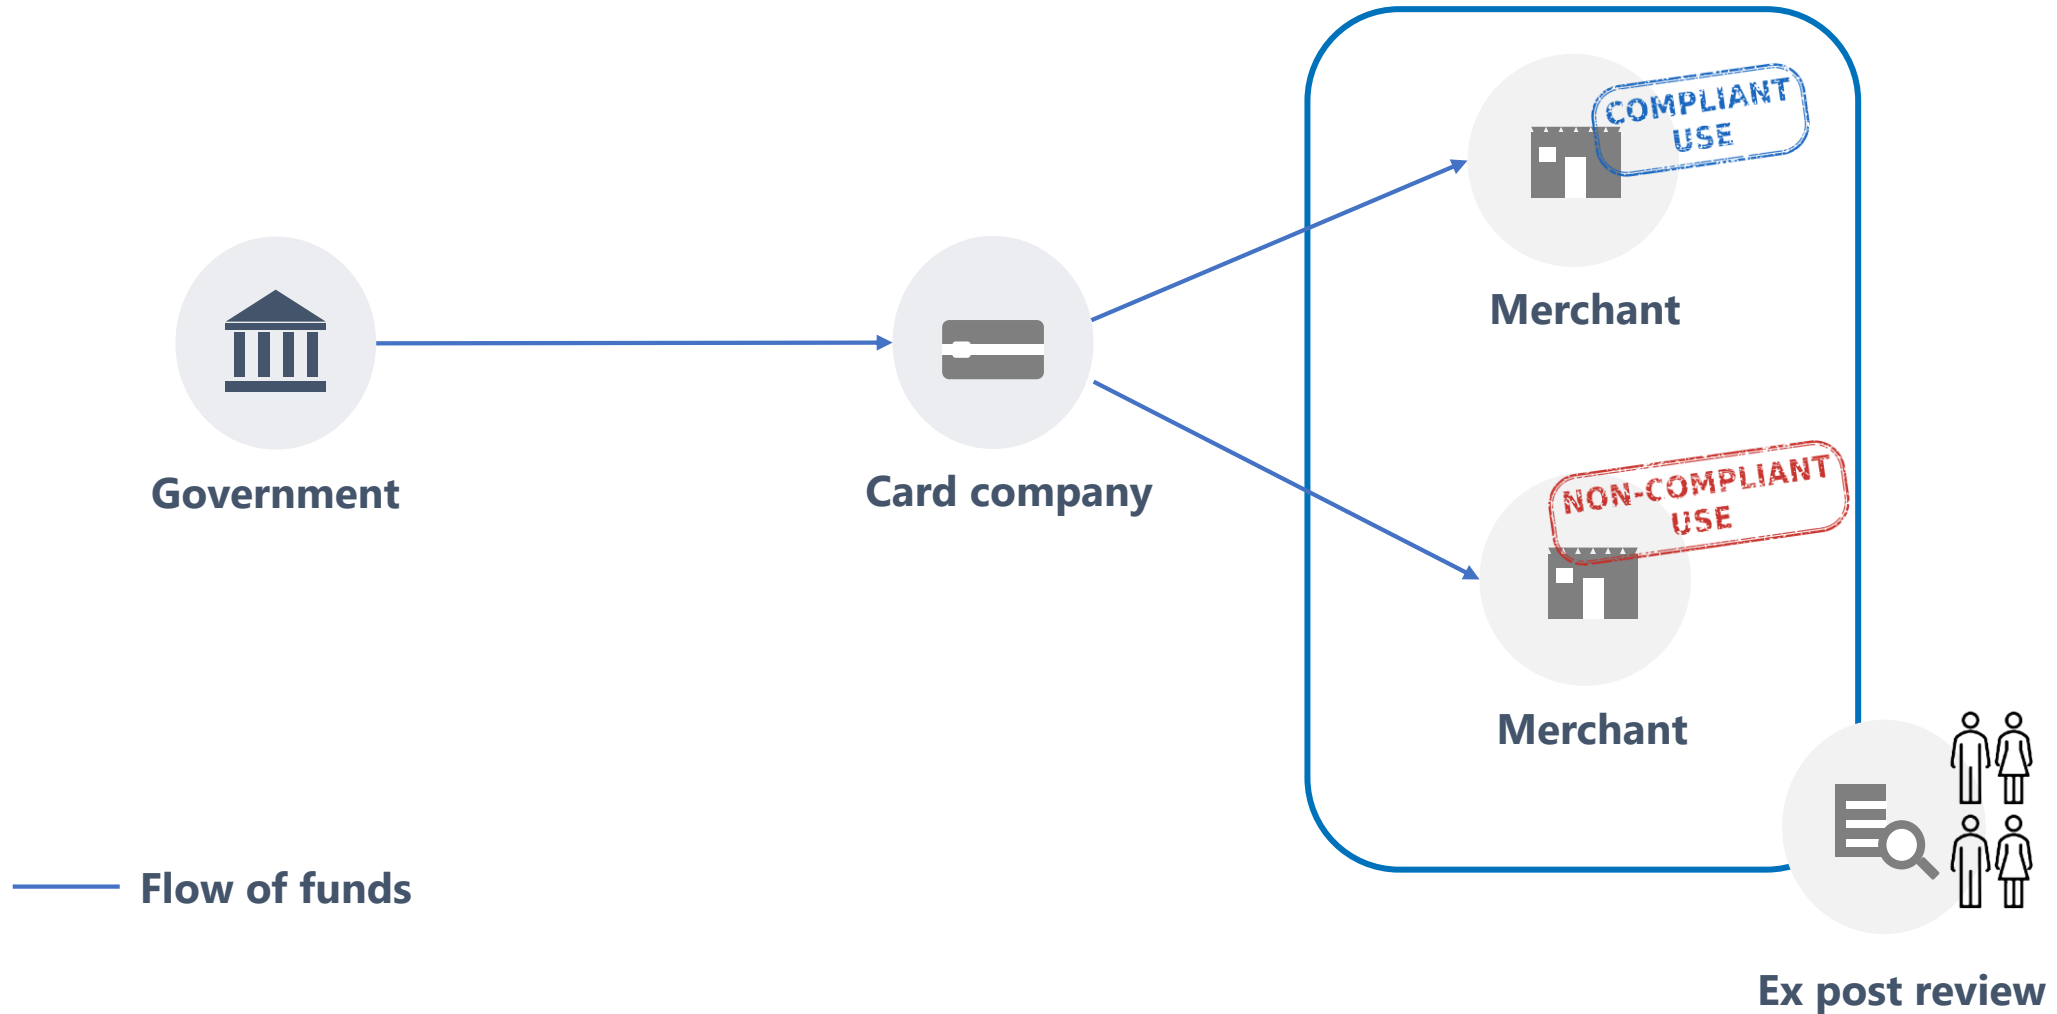 COMPLIANT
USE
Merchant
Government
Card company
NON-COMPLIANT
USE
Merchant
Flow of funds
Ex post review